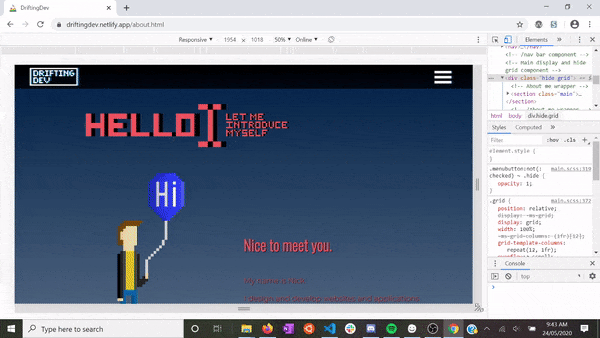 DriftingDev
driftingdev.netlify.app/about.html
Responsive 1954 x 1018 50% Online
Elements
<nav>…</nav>
<!-- /nav bar component -->
<!-- Main display and hide
grid component -->
<div class="hide grid">
<!-- About me wrapper -->
<section class="main">…
</section>
html body div.hide.grid
Styles Computed
Filter :hov .cls +
element.style {
}
.menubutton:not( main.scss:310
checked) ~ .hide {
opacity: 1;
}
.grid { main.scss:372
position: relative;
display: -ms-grid;
display: grid;
width: 100%;
-ms-grid-columns: (1fr)[12];
grid-template-columns:
repeat(12, 1fr);
Console
top
DRIFTING
DEV
HELLO
LET ME
INTRODUCE
MYSELF
Hi
Nice to meet you.
My name is
I design and develop websites and applications
Type here to search
9:43 AM
24/05/2020